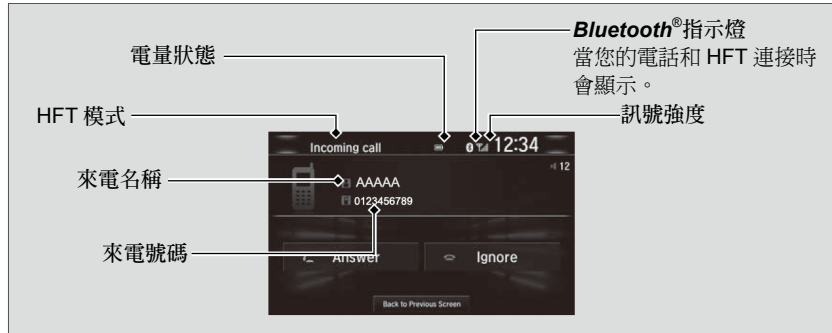 Bluetooth®指示燈
當您的電話和 HFT 連接時
會顯示。
電量狀態
HFT 模式
訊號強度
Incoming call
12:34
12
來電名稱
AAAAA
0123456789
來電號碼
Answer
Ignore
Back to Previous Screen